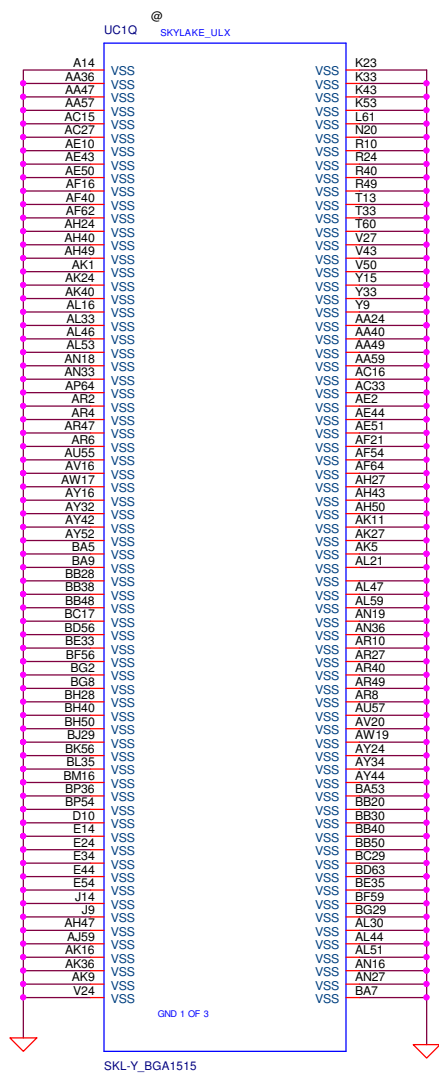 @
UC1Q SKYLAKE_ULX
A14 VSS VSS K23
AA36 VSS VSS K33
AA47 VSS VSS K43
AA57 VSS VSS K53
AC15 VSS VSS L61
AC27 VSS VSS N20
AE10 VSS VSS R10
AE43 VSS VSS R24
AE50 VSS VSS R40
AF16 VSS VSS R49
AF40 VSS VSS T13
AF62 VSS VSS T33
AH24 VSS VSS T60
AH40 VSS VSS V27
AH49 VSS VSS V43
AK1 VSS VSS V50
AK24 VSS VSS Y15
AK40 VSS VSS Y33
AL16 VSS VSS Y9
AL33 VSS VSS AA24
AL46 VSS VSS AA40
AL53 VSS VSS AA49
AN18 VSS VSS AA59
AN33 VSS VSS AC16
AP64 VSS VSS AC33
AR2 VSS VSS AE2
AR4 VSS VSS AE44
AR47 VSS VSS AE51
AR6 VSS VSS AF21
AU55 VSS VSS AF54
AV16 VSS VSS AF64
AW17 VSS VSS AH27
AY16 VSS VSS AH43
AY32 VSS VSS AH50
AY42 VSS VSS AK11
AY52 VSS VSS AK27
BA5 VSS VSS AK5
BA9 VSS VSS AL21
BB28 VSS VSS
BB38 VSS VSS AL47
BB48 VSS VSS AL59
BC17 VSS VSS AN19
BD56 VSS VSS AN36
BE33 VSS VSS AR10
BF56 VSS VSS AR27
BG2 VSS VSS AR40
BG8 VSS VSS AR49
BH28 VSS VSS AR8
BH40 VSS VSS AU57
BH50 VSS VSS AV20
BJ29 VSS VSS AW19
BK56 VSS VSS AY24
BL35 VSS VSS AY34
BM16 VSS VSS AY44
BP36 VSS VSS BA53
BP54 VSS VSS BB20
D10 VSS VSS BB30
E14 VSS VSS BB40
E24 VSS VSS BB50
E34 VSS VSS BC29
E44 VSS VSS BD63
E54 VSS VSS BE35
J14 VSS VSS BF59
J9 VSS VSS BG29
AH47 VSS VSS AL30
AJ59 VSS VSS AL44
AK16 VSS VSS AL51
AK36 VSS VSS AN16
AK9 VSS VSS AN27
V24 VSS VSS BA7
GND 1 OF 3
SKL-Y_BGA1515